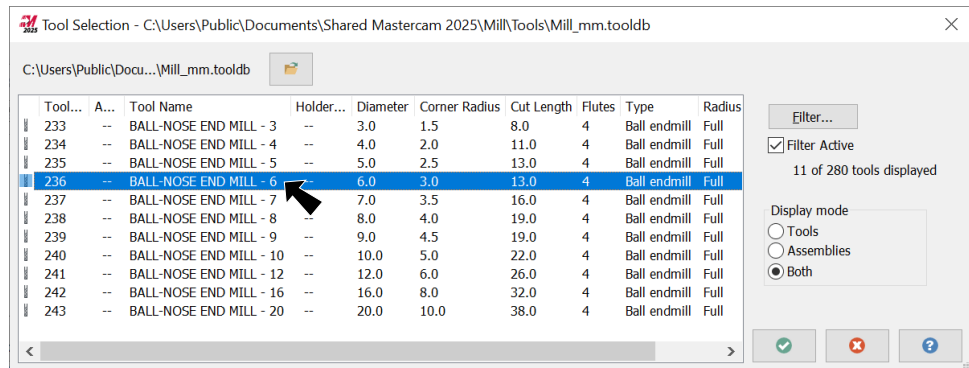 2025 Tool Selection - C:\Users\Public\Documents\Shared Mastercam 2025\Mill\Tools\Mill_mm.tooldb
C:\Users\Public\Docu...\Mill_mm.tooldb
Tool... A... Tool Name Holder... Diameter Corner Radius Cut Length Flutes Type Radius
233 -- BALL-NOSE END MILL - 3 -- 3.0 1.5 8.0 4 Ball endmill Full
234 -- BALL-NOSE END MILL - 4 -- 4.0 2.0 11.0 4 Ball endmill Full
235 -- BALL-NOSE END MILL - 5 -- 5.0 2.5 13.0 4 Ball endmill Full
236 -- BALL-NOSE END MILL - 6 -- 6.0 3.0 13.0 4 Ball endmill Full
237 -- BALL-NOSE END MILL - 7 -- 7.0 3.5 16.0 4 Ball endmill Full
238 -- BALL-NOSE END MILL - 8 -- 8.0 4.0 19.0 4 Ball endmill Full
239 -- BALL-NOSE END MILL - 9 -- 9.0 4.5 19.0 4 Ball endmill Full
240 -- BALL-NOSE END MILL - 10 -- 10.0 5.0 22.0 4 Ball endmill Full
241 -- BALL-NOSE END MILL - 12 -- 12.0 6.0 26.0 4 Ball endmill Full
242 -- BALL-NOSE END MILL - 16 -- 16.0 8.0 32.0 4 Ball endmill Full
243 -- BALL-NOSE END MILL - 20 -- 20.0 10.0 38.0 4 Ball endmill Full
Filter...
Filter Active
11 of 280 tools displayed
Display mode
Tools
Assemblies
Both